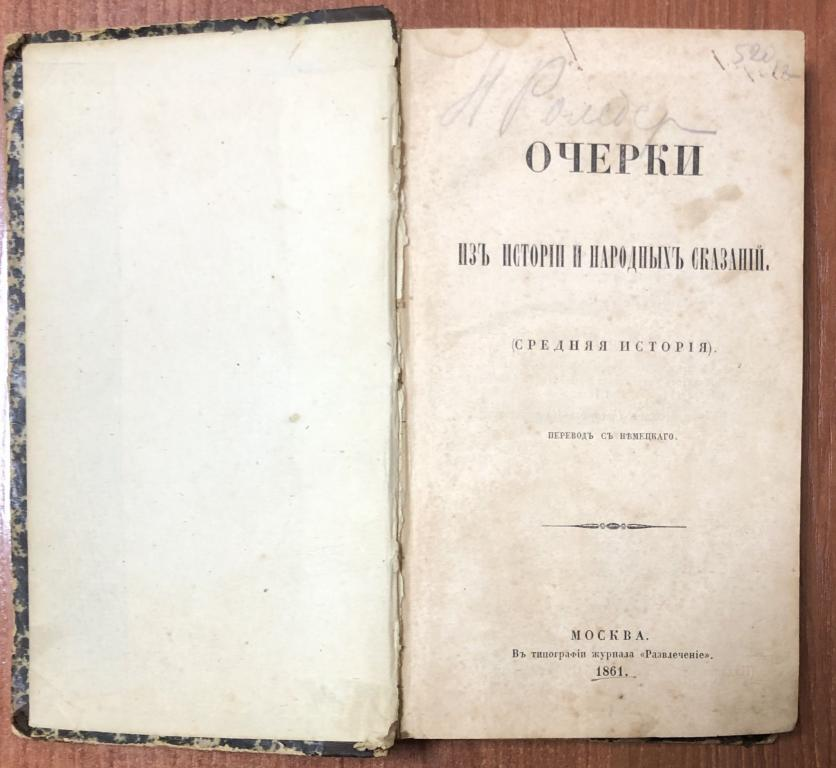 ОЧЕРКИ
ИЗЪ ИСТОРІИ И НАРОДНЫХЪ СКАЗАНІЙ.
(СРЕДНЯЯ ИСТОРІЯ).
ПЕРЕВОДЪ СЪ НѢМЕЦКАГО.
МОСКВА.
Въ типографіи журнала «Развлеченіе».
1861.